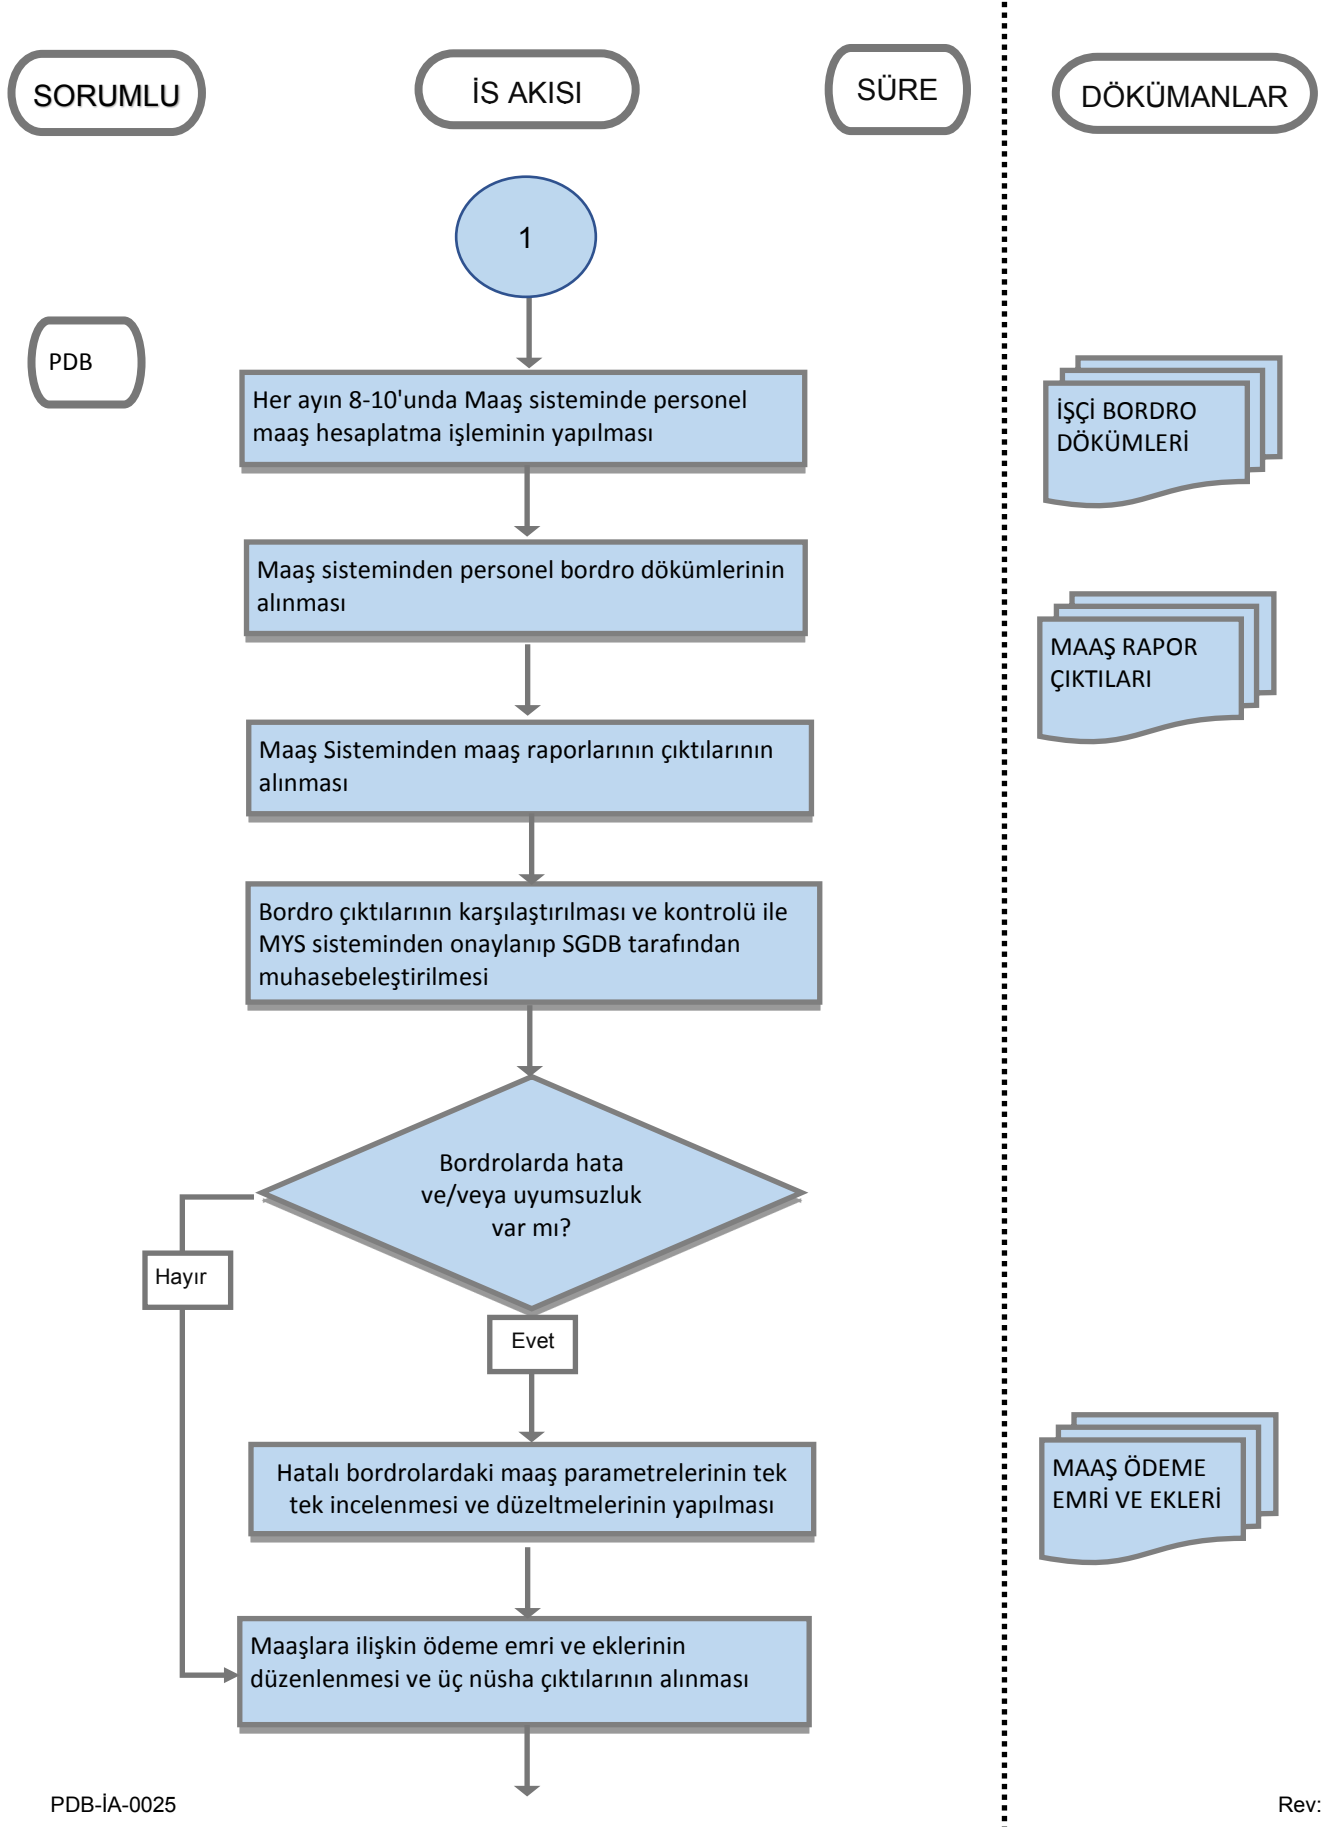 SORUMLU
İS AKISI
SÜRE
DÖKÜMANLAR
1
PDB
Her ayın 8-10'unda Maaş sisteminde personel
maaş hesaplatma işleminin yapılması
İŞÇİ BORDRO
DÖKÜMLERİ
Maaş sisteminden personel bordro dökümlerinin
alınması
MAAŞ RAPOR
ÇIKTILARI
Maaş Sisteminden maaş raporlarının çıktılarının
alınması
Bordro çıktılarının karşılaştırılması ve kontrolü ile
MYS sisteminden onaylanıp SGDB tarafından
muhasebeleştirilmesi
Bordrolarda hata
ve/veya uyumsuzluk
var mı?
Hayır
Evet
Hatalı bordrolardaki maaş parametrelerinin tek
tek incelenmesi ve düzeltmelerinin yapılması
MAAŞ ÖDEME
EMRİ VE EKLERİ
Maaşlara ilişkin ödeme emri ve eklerinin
düzenlenmesi ve üç nüsha çıktılarının alınması
PDB-İA-0025
Rev: